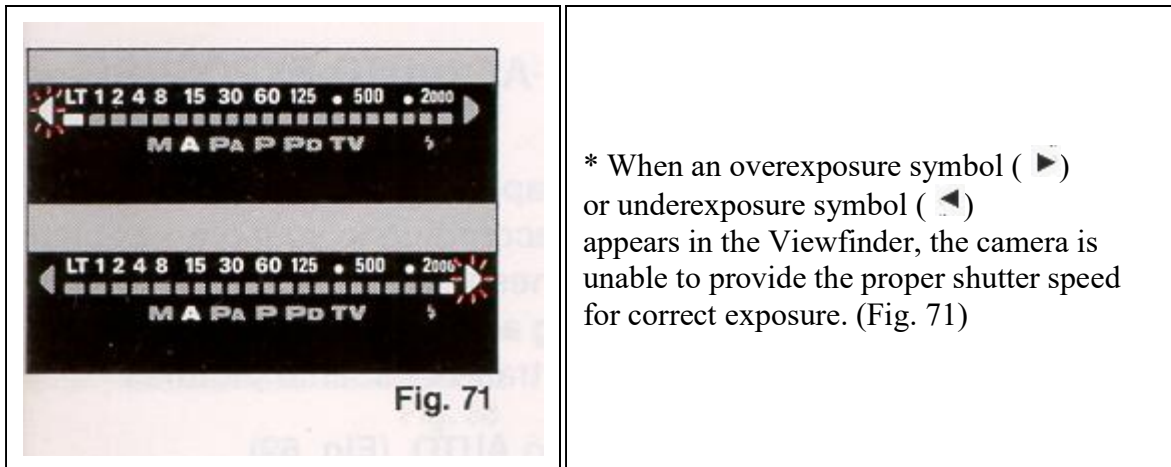 LT 1 2 4 8 15 30 60 125 . 500 . 2000
M A PA P PD TV
LT 1 2 4 8 15 30 60 125 . 500 . 2000
M A PA P PD TV
Fig. 71
* When an overexposure symbol ( ► )
or underexposure symbol ( ◄ )
appears in the Viewfinder, the camera is
unable to provide the proper shutter speed
for correct exposure. (Fig. 71)